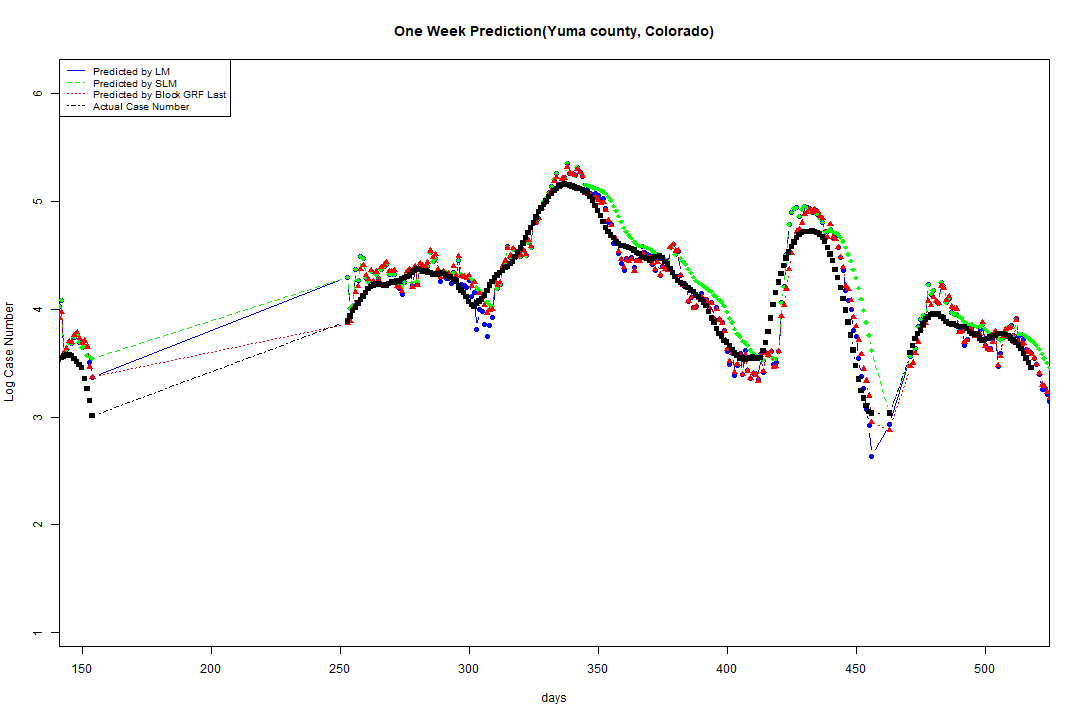 One Week Prediction(Yuma county, Colorado)
Predicted by LM
Predicted by SLM
Predicted by Block GRF Last
Actual Case Number
Log Case Number
6
5
4
3
2
1
150 200 250 300 350 400 450 500
days